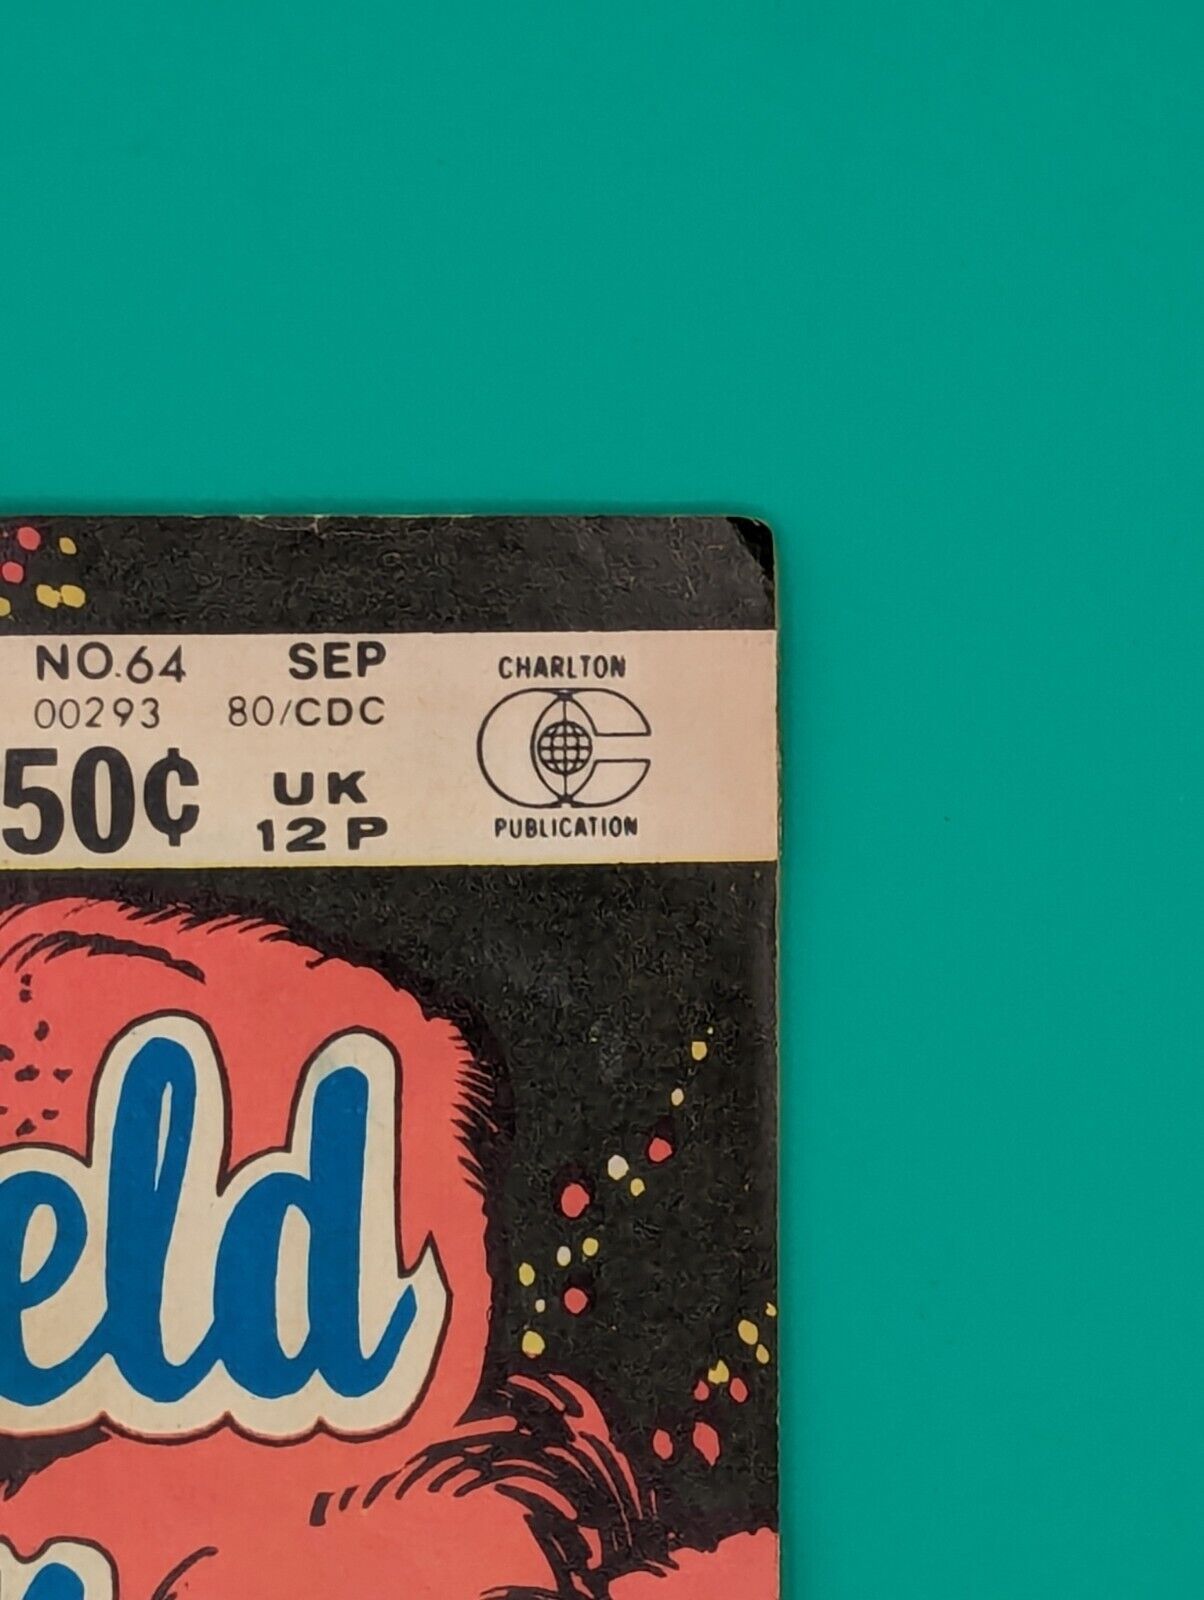 NO.64 SEP
00293 80/CDC
50¢ UK
12P
CHARLTON
PUBLICATION
eld